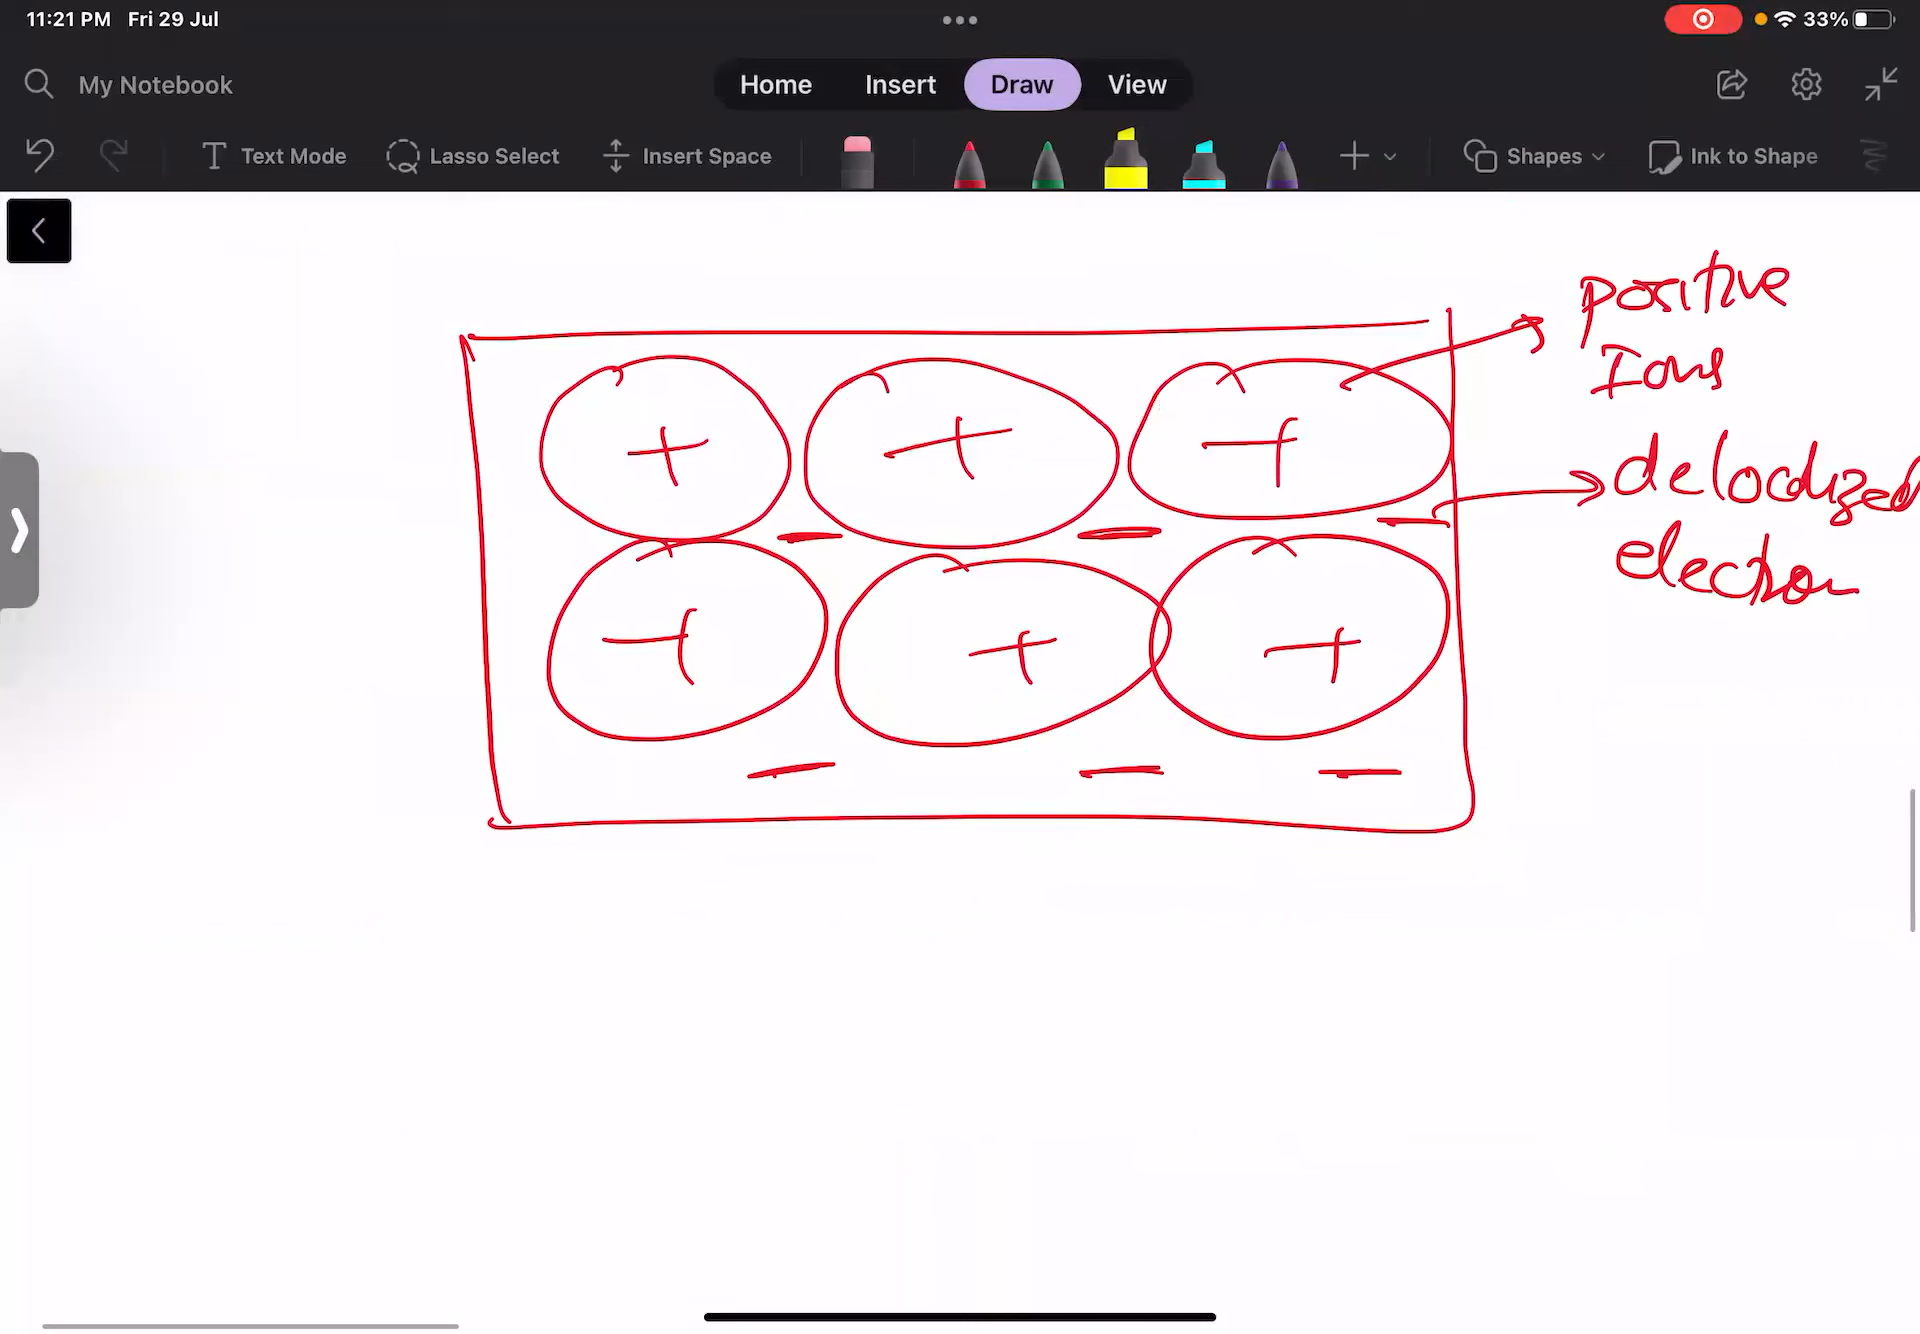 11:21 PM Fri 29 Jul
33%
My Notebook
Home Insert Draw View
Text Mode Lasso Select Insert Space Shapes Ink to Shape
positive
Ions
delocalized
electron
+ + +
- - -
+ + +
- - -